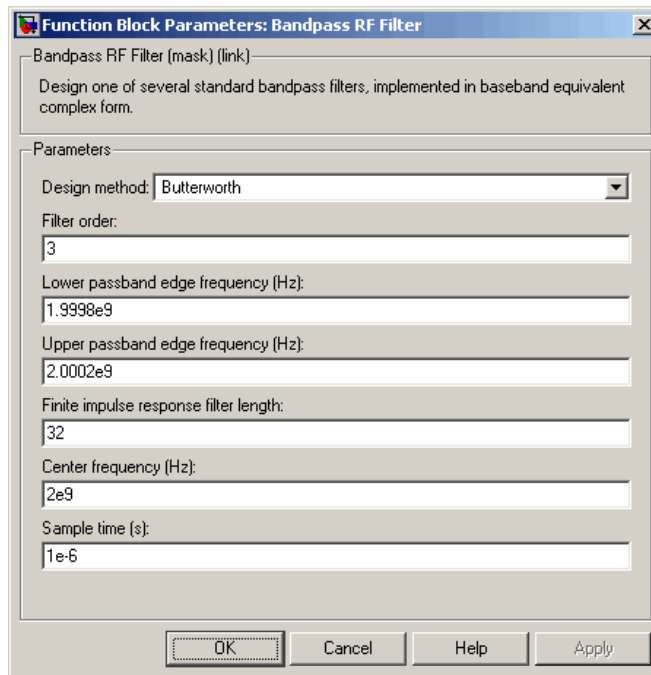 Function Block Parameters: Bandpass RF Filter
Bandpass RF Filter (mask) (link)
Design one of several standard bandpass filters, implemented in baseband equivalent
complex form.
Parameters
Design method: Butterworth
Filter order:
3
Lower passband edge frequency (Hz):
1.9998e9
Upper passband edge frequency (Hz):
2.0002e9
Finite impulse response filter length:
32
Center frequency (Hz):
2e9
Sample time (s):
1e-6
OK Cancel Help Apply